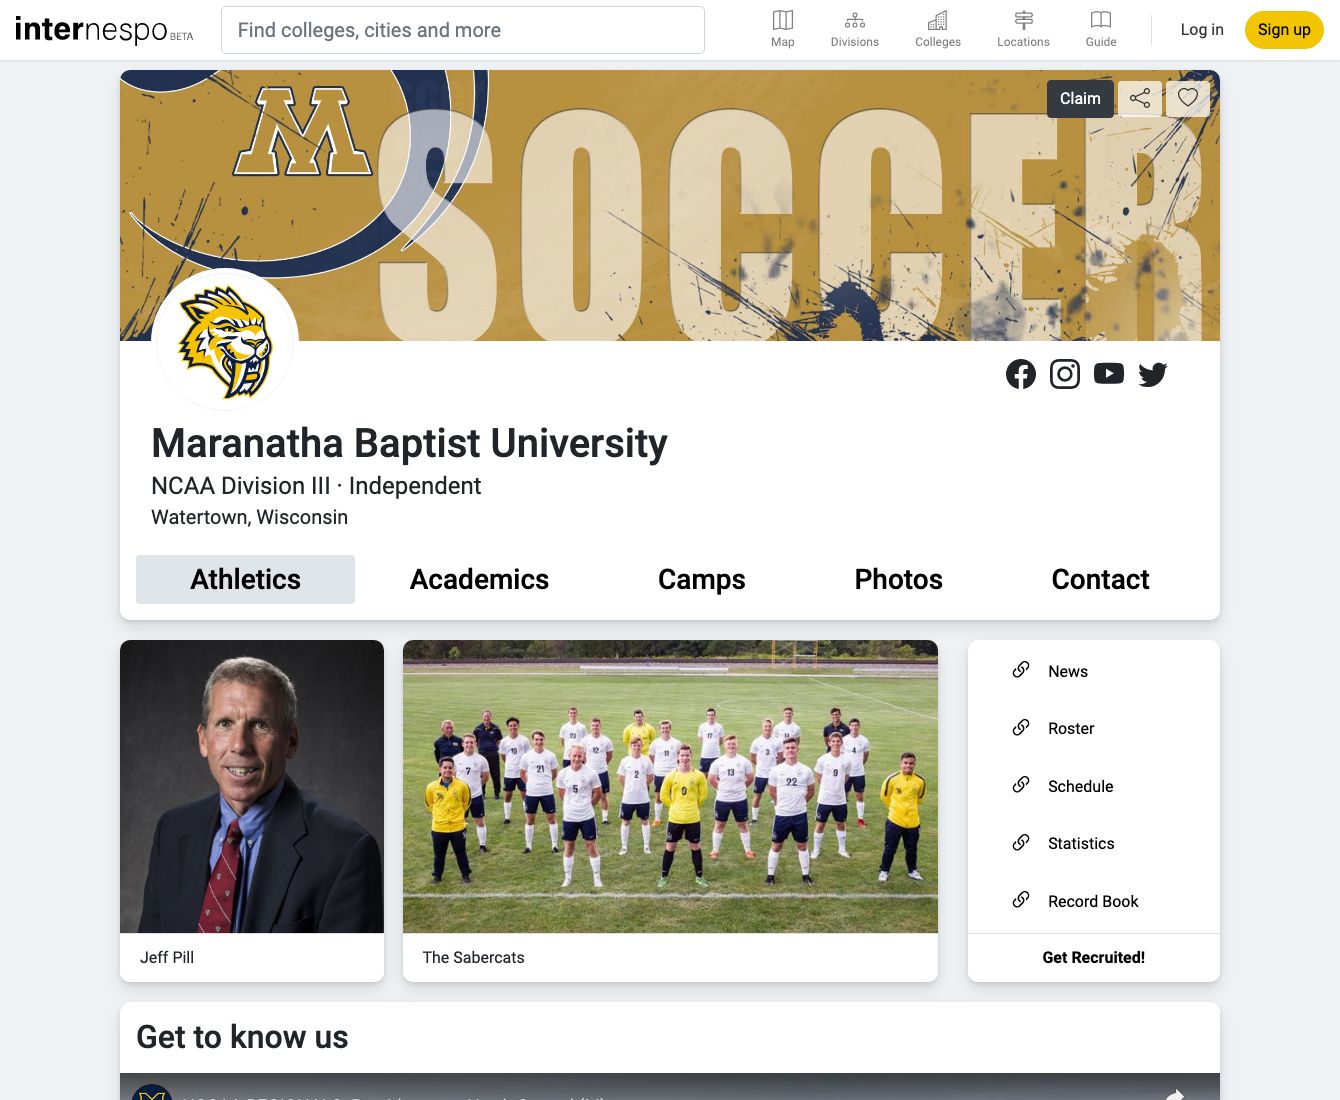 internespo BETA
Find colleges, cities and more
Map
Divisions
Colleges
Locations
Guide
Log in
Sign up
Claim
M
SOCCER
Maranatha Baptist University
NCAA Division III · Independent
Watertown, Wisconsin
Athletics
Academics
Camps
Photos
Contact
Jeff Pill
The Sabercats
News
Roster
Schedule
Statistics
Record Book
Get Recruited!
Get to know us